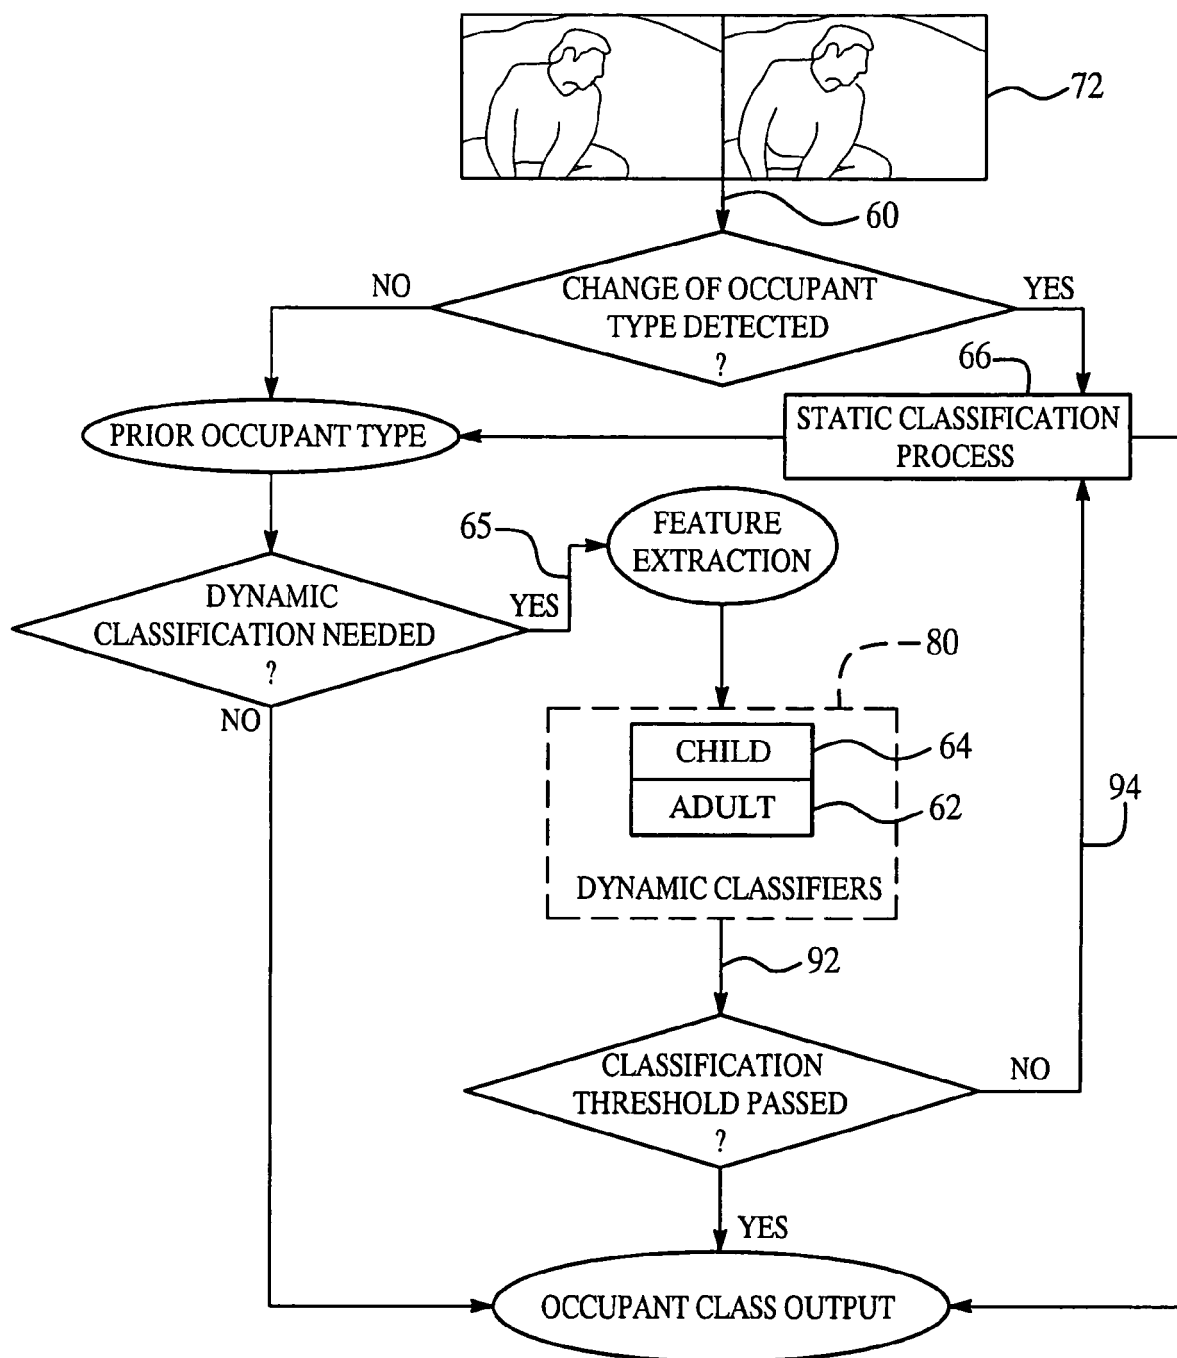 72
60
NO
CHANGE OF OCCUPANT
TYPE DETECTED
?
YES
66
PRIOR OCCUPANT TYPE
STATIC CLASSIFICATION
PROCESS
65
FEATURE
EXTRACTION
DYNAMIC
CLASSIFICATION NEEDED
?
YES
NO
80
CHILD
64
ADULT
62
94
DYNAMIC CLASSIFIERS
92
CLASSIFICATION
THRESHOLD PASSED
?
NO
YES
OCCUPANT CLASS OUTPUT